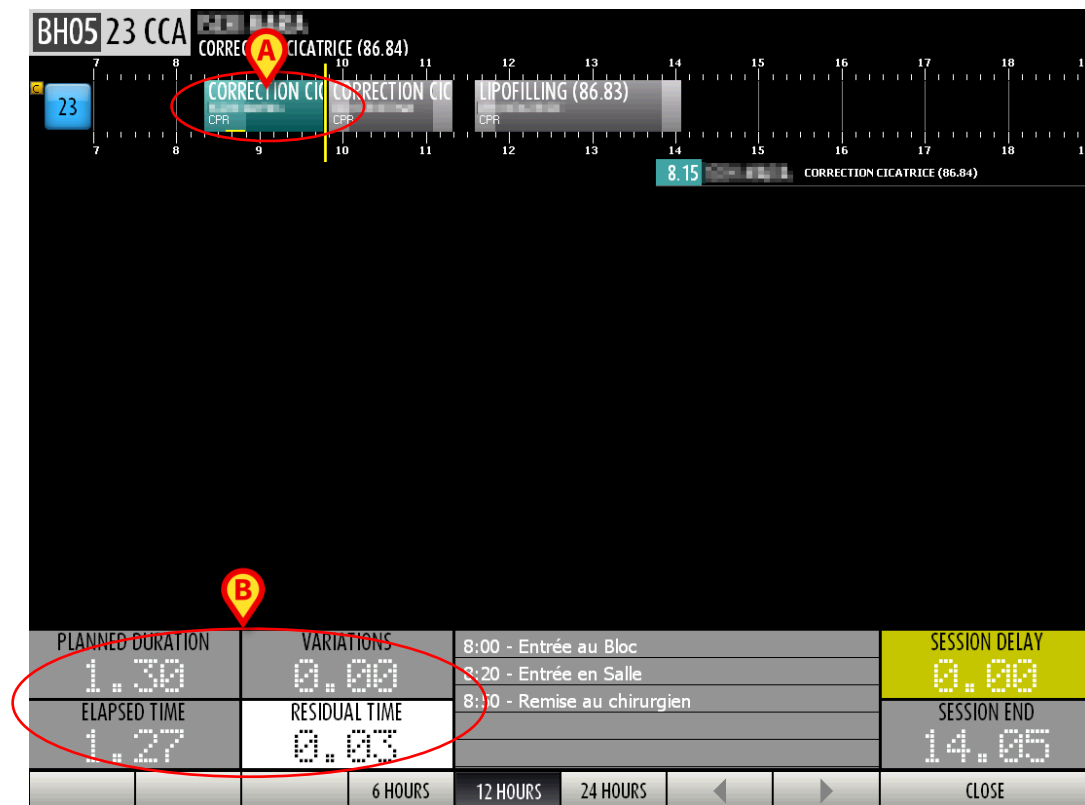 BH05 23 CCA
CORREC CICATRICE (86.84)
A
7 8 10 11 12 13 14 15 16 17 18 1
C
23
CORRECTION CIC CORRECTION CIC LIPOFILLING (86.83)
CPR CPR CPR
7 8 9 10 11 12 13 14 15 16 17 18 1
8.15 CORRECTION CICATRICE (86.84)
B
PLANNED DURATION VARIATIONS SESSION DELAY
1.30 0.00 0.00
8:00 - Entrée au Bloc
8:20 - Entrée en Salle
8:50 - Remise au chirurgien
ELAPSED TIME RESIDUAL TIME SESSION END
1.27 0.03 14.05
6 HOURS 12 HOURS 24 HOURS CLOSE